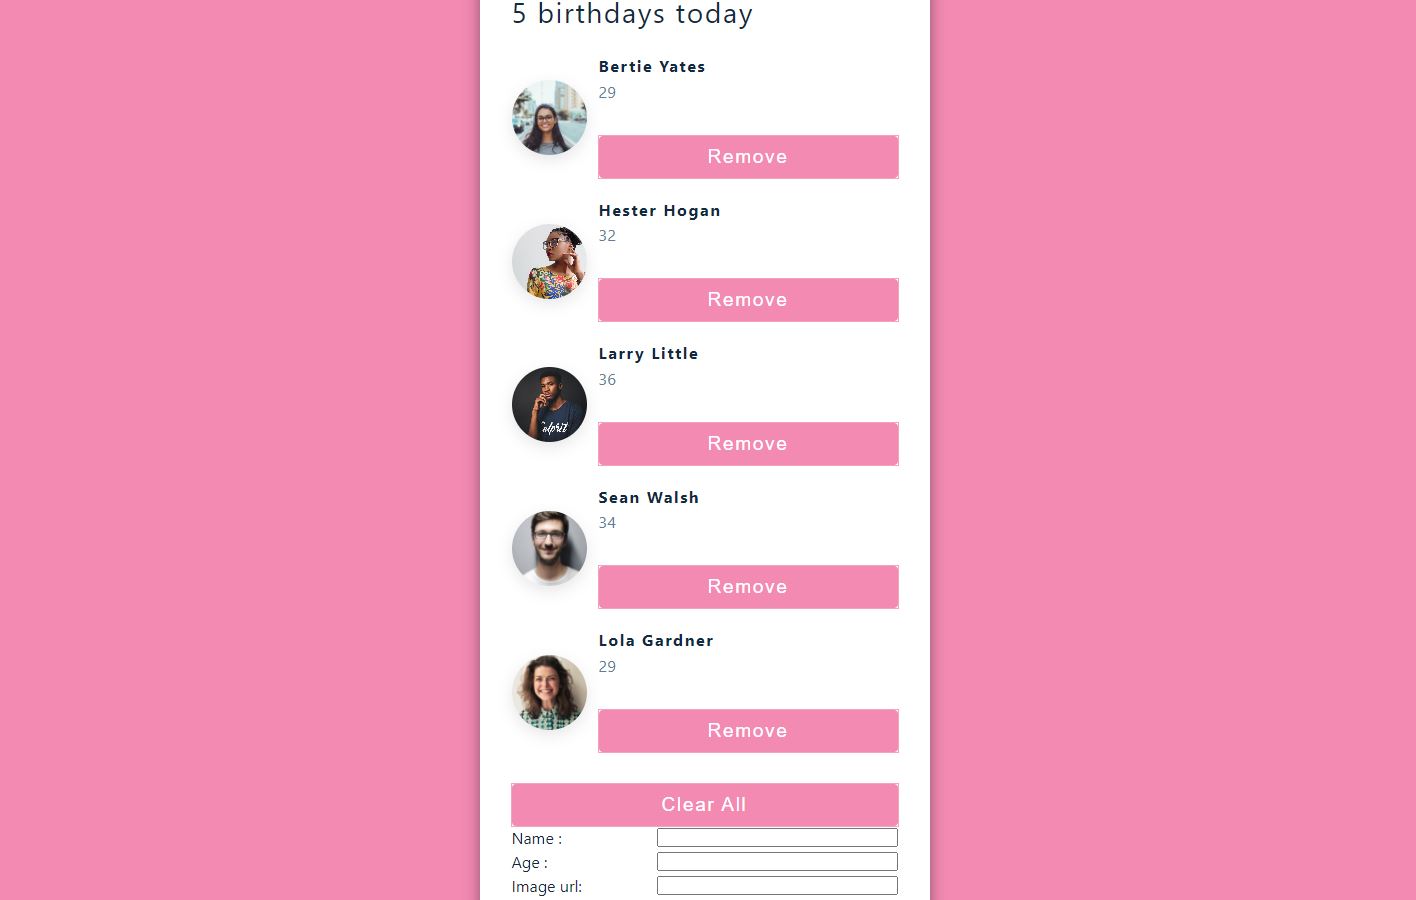 5 birthdays today
Bertie Yates
29
Remove
Hester Hogan
32
Remove
Larry Little
36
Remove
Sean Walsh
34
Remove
Lola Gardner
29
Remove
Clear All
Name :
Age :
Image url: